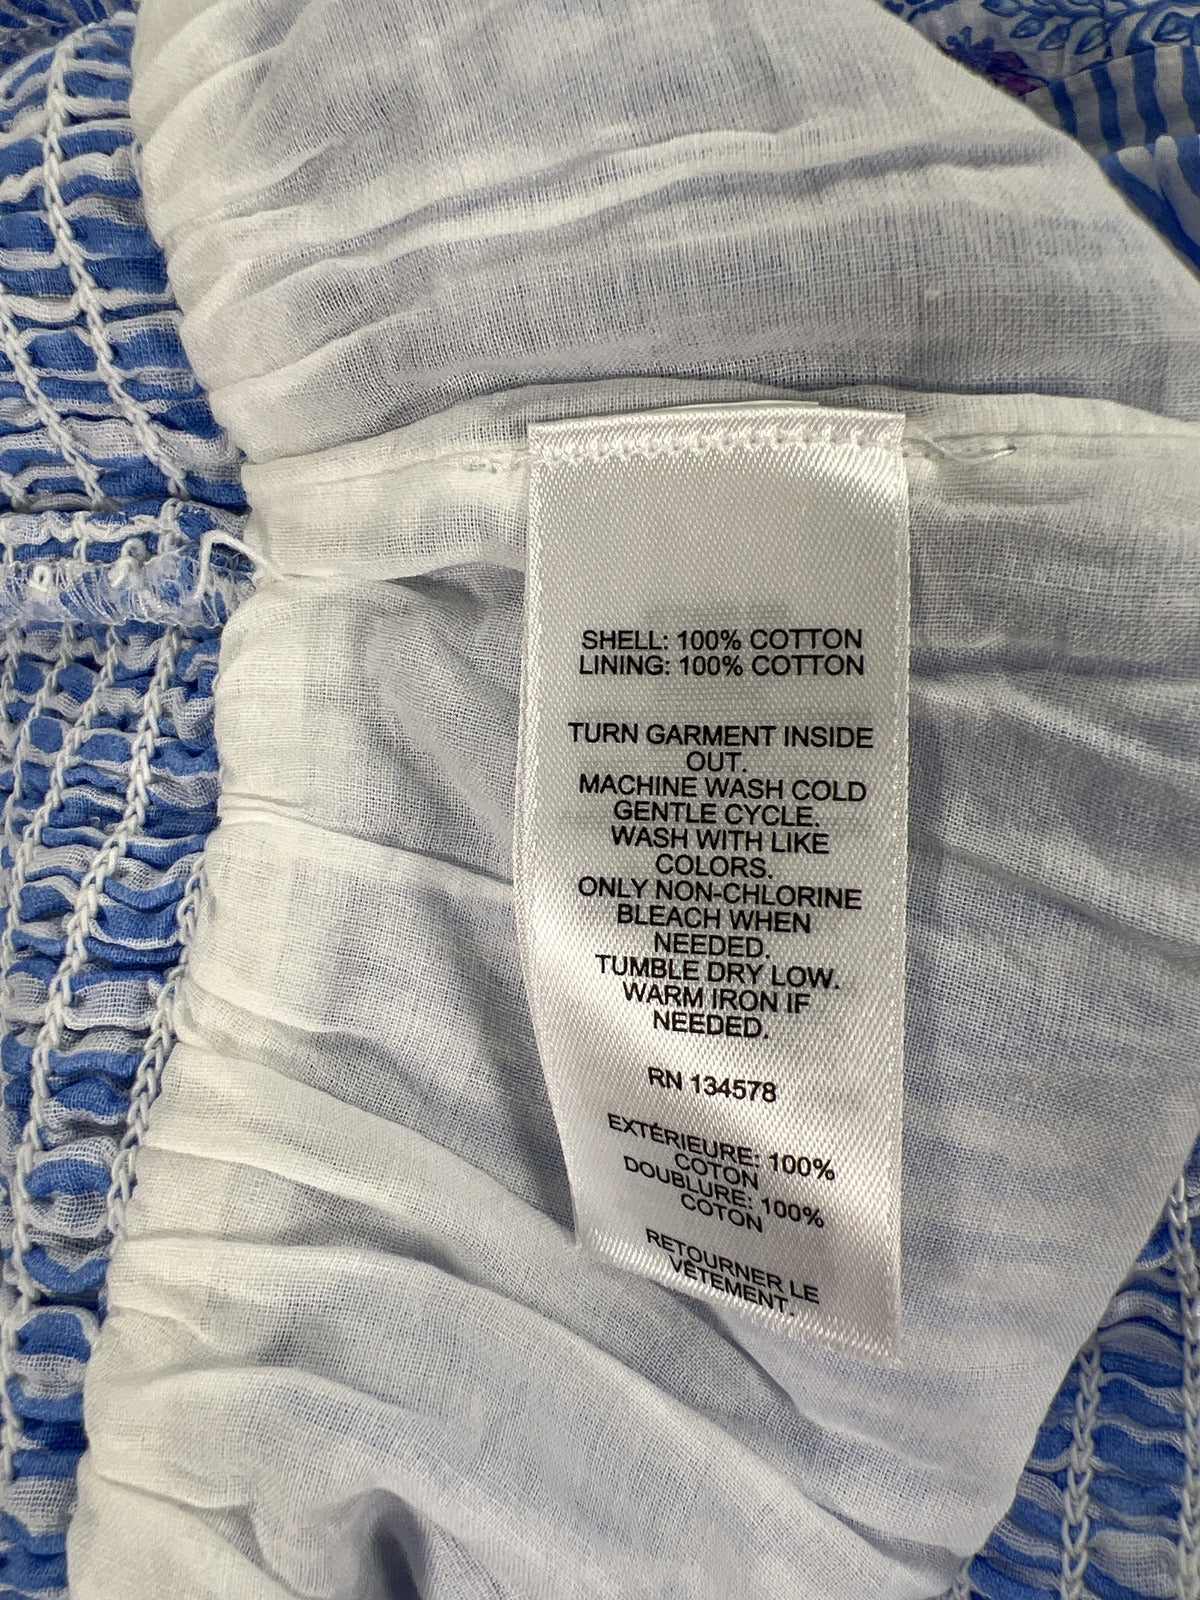 SHELL: 100% COTTON
LINING: 100% COTTON
TURN GARMENT INSIDE
OUT.
MACHINE WASH COLD
GENTLE CYCLE.
WASH WITH LIKE
COLORS.
ONLY NON-CHLORINE
BLEACH WHEN
NEEDED.
TUMBLE DRY LOW.
WARM IRON IF
NEEDED.
RN 134578
EXTÉRIEURE: 100%
COTON
DOUBLURE: 100%
COTON
RETOURNER LE
VÊTEMENT.